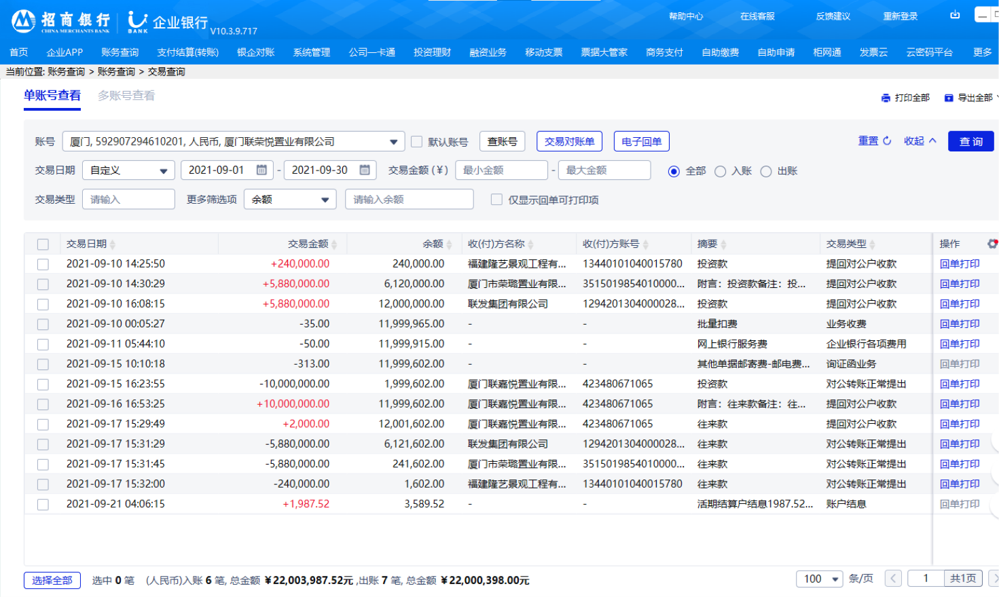 招商银行 CHINA MERCHANTS BANK U BANK 企业银行 V10.3.9.717 帮助中心 在线客服 反馈建议 重新登录
首页 企业APP 账务查询 支付结算(转账) 银企对账 系统管理 公司一卡通 投资理财 融资业务 移动支票 票据大管家 商务支付 自助缴费 自助申请 柜网通 发票云 云密码平台 更多
当前位置: 账务查询 > 账务查询 > 交易查询
单账号查看 多账号查看 打印全部 导出全部
账号 厦门, 592907294610201, 人民币, 厦门联荣悦置业有限公司 默认账号 查账号 交易对账单 电子回单 重置 收起 查 询
交易日期 自定义 2021-09-01 - 2021-09-30 交易金额 (¥) 最小金额 - 最大金额 全部 入账 出账
交易类型 请输入 更多筛选项 余额 请输入余额 仅显示回单可打印项
交易日期 交易金额 余额 收(付)方名称 收(付)方账号 摘要 交易类型 操作
2021-09-10 14:25:50 +240,000.00 240,000.00 福建隆艺景观工程有... 13440101040015780 投资款 提回对公户收款 回单打印
2021-09-10 14:30:29 +5,880,000.00 6,120,000.00 厦门市荣璐置业有限... 3515019854010000... 附言：投资款备注：投... 提回对公户收款 回单打印
2021-09-10 16:08:15 +5,880,000.00 12,000,000.00 联发集团有限公司 1294201304000028... 投资款 提回对公户收款 回单打印
2021-09-10 00:05:27 -35.00 11,999,965.00 - - 批量扣费 业务收费 回单打印
2021-09-11 05:44:10 -50.00 11,999,915.00 - - 网上银行服务费 企业银行各项费用 回单打印
2021-09-15 10:10:18 -313.00 11,999,602.00 - - 其他单据邮寄费-邮电费... 询证函业务 回单打印
2021-09-15 16:23:55 -10,000,000.00 1,999,602.00 厦门联嘉悦置业有限... 423480671065 投资款 对公转账正常提出 回单打印
2021-09-16 16:53:25 +10,000,000.00 11,999,602.00 厦门联嘉悦置业有限... 423480671065 附言：往来款备注：往... 提回对公户收款 回单打印
2021-09-17 15:29:49 +2,000.00 12,001,602.00 厦门联嘉悦置业有限... 423480671065 往来款 提回对公户收款 回单打印
2021-09-17 15:31:29 -5,880,000.00 6,121,602.00 联发集团有限公司 1294201304000028... 往来款 对公转账正常提出 回单打印
2021-09-17 15:31:45 -5,880,000.00 241,602.00 厦门市荣璐置业有限... 3515019854010000... 往来款 对公转账正常提出 回单打印
2021-09-17 15:32:00 -240,000.00 1,602.00 福建隆艺景观工程有... 13440101040015780 往来款 对公转账正常提出 回单打印
2021-09-21 04:06:15 +1,987.52 3,589.52 - - 活期结算户结息1987.52... 账户结息 回单打印
选择全部 选中 0 笔 (人民币)入账 6 笔, 总金额 ¥22,003,987.52元 ,出账 7 笔, 总金额 ¥22,000,398.00元 100 条/页 1 共1页